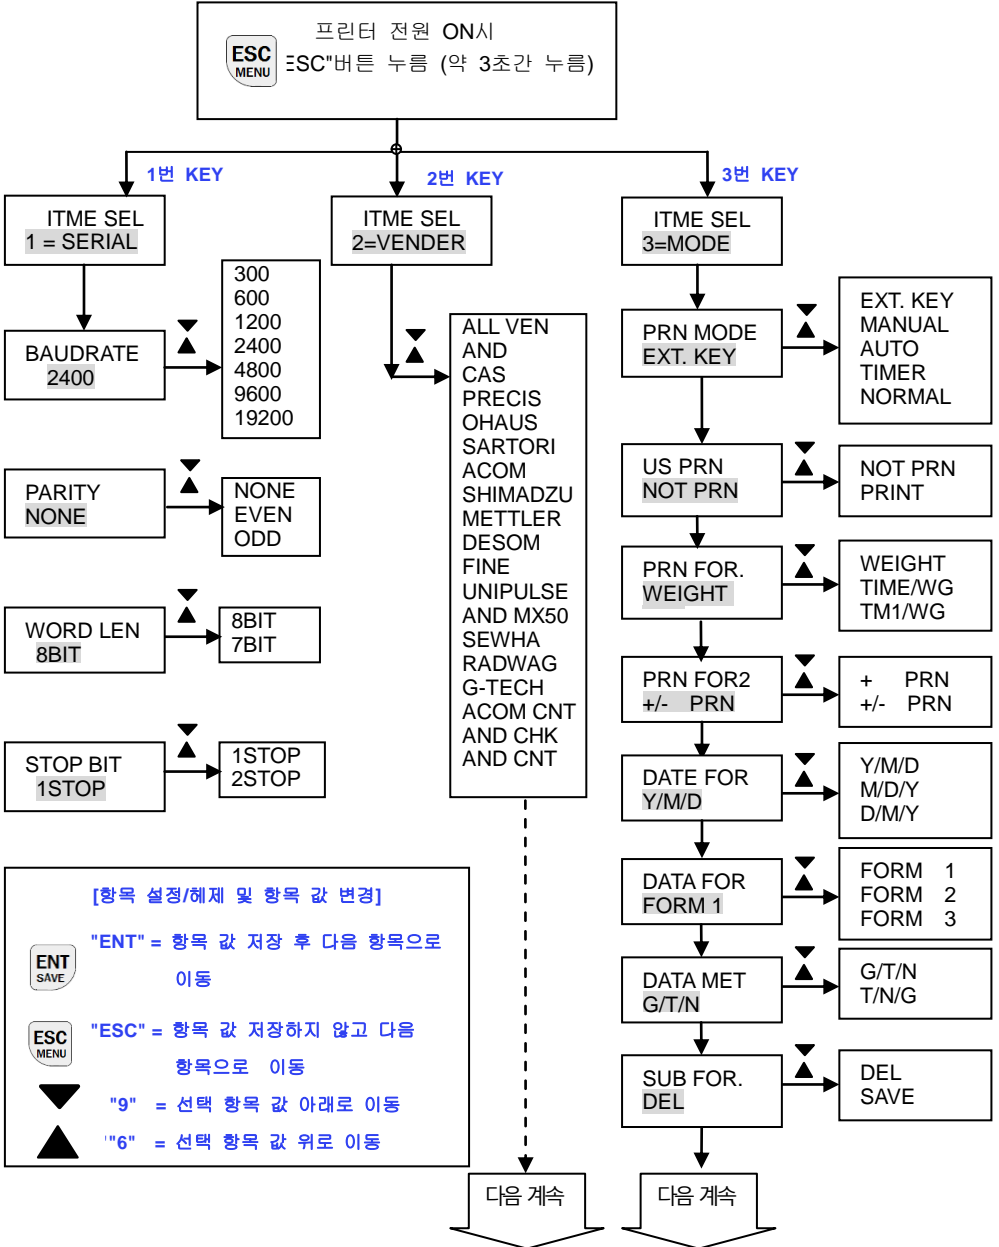 프린터 전원 ON시
ESC
MENU
ESC"버튼 누름 (약 3초간 누름)
1번 KEY
2번 KEY
3번 KEY
ITME SEL
1 = SERIAL
ITME SEL
2=VENDER
ITME SEL
3=MODE
BAUDRATE
2400
300
600
1200
2400
4800
9600
19200
PARITY
NONE
NONE
EVEN
ODD
WORD LEN
8BIT
8BIT
7BIT
STOP BIT
1STOP
1STOP
2STOP
ALL VEN
AND
CAS
PRECIS
OHAUS
SARTORI
ACOM
SHIMADZU
METTLER
DESOM
FINE
UNIPULSE
AND MX50
SEWHA
RADWAG
G-TECH
ACOM CNT
AND CHK
AND CNT
PRN MODE
EXT. KEY
EXT. KEY
MANUAL
AUTO
TIMER
NORMAL
US PRN
NOT PRN
NOT PRN
PRINT
PRN FOR.
WEIGHT
WEIGHT
TIME/WG
TM1/WG
PRN FOR2
+/- PRN
+ PRN
+/- PRN
DATE FOR
Y/M/D
Y/M/D
M/D/Y
D/M/Y
DATA FOR
FORM 1
FORM 1
FORM 2
FORM 3
DATA MET
G/T/N
G/T/N
T/N/G
SUB FOR.
DEL
DEL
SAVE
[항목 설정/해제 및 항목 값 변경]
ENT
SAVE
"ENT" = 항목 값 저장 후 다음 항목으로
이동
ESC
MENU
"ESC" = 항목 값 저장하지 않고 다음
항목으로 이동
"9" = 선택 항목 값 아래로 이동
"6" = 선택 항목 값 위로 이동
다음 계속
다음 계속